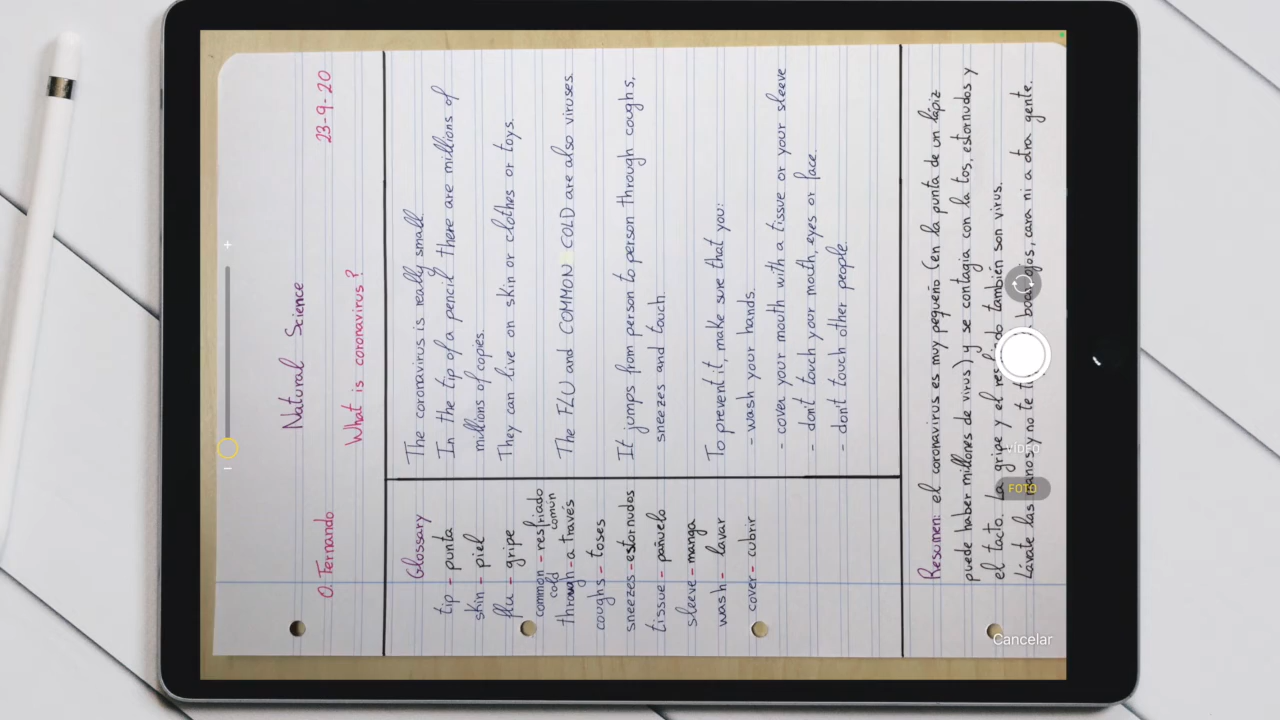 Natural Science
O. Fernando
What is coronavirus?
23-9-20
Glossary
tip - punta
skin - piel
flu - gripe
common cold - resfriado común
through - a través
coughs - toses
sneezes - estornudos
tissue - pañuelo
sleeve - manga
wash - lavar
cover - cubrir
The coronavirus is really small.
In the tip of a pencil there are millions of
millions of copies.
They can live on skin or clothes or toys.
The FLU and COMMON COLD are also viruses.
It jumps from person to person through coughs,
sneezes and touch.
To prevent it, make sure that you:
- wash your hands.
- cover your mouth with a tissue or your sleeve
- don't touch your mouth, eyes or face.
- don't touch other people.
Resumen: el coronavirus es muy pequeño (en la punta de un lápiz
puede haber millones de virus) y se contagia con la tos, estornudos y
el tacto. La gripe y el resfriado también son virus.
Lávate las manos y no te boca, ojos, cara ni a otra gente.
VÍDEO
FOTO
Cancelar